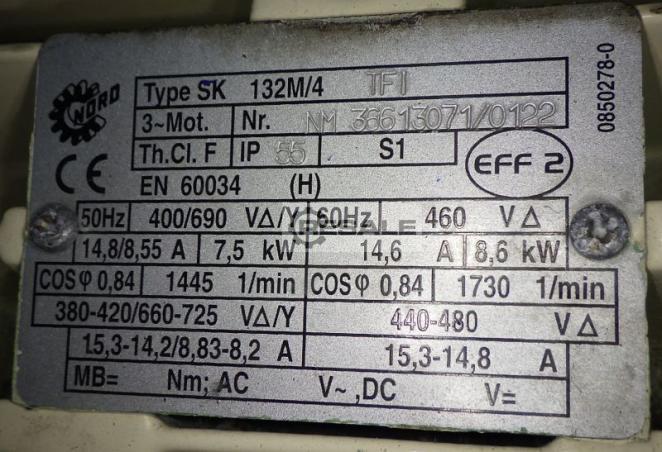 NORD
Type SK 132M/4 TFI
3~Mot. Nr. NM 36613071/0122
Th.Cl. F IP 55 S1
EFF 2
CE EN 60034 (H)
50Hz 400/690 VΔ/Y 60Hz 460 VΔ
14,8/8,55 A 7,5 kW 14,6 A 8,6 kW
COSφ 0,84 1445 1/min COSφ 0,84 1730 1/min
380-420/660-725 VΔ/Y 440-480 VΔ
15,3-14,2/8,83-8,2 A 15,3-14,8 A
MB= Nm; AC V~ ,DC V=
0850278-0